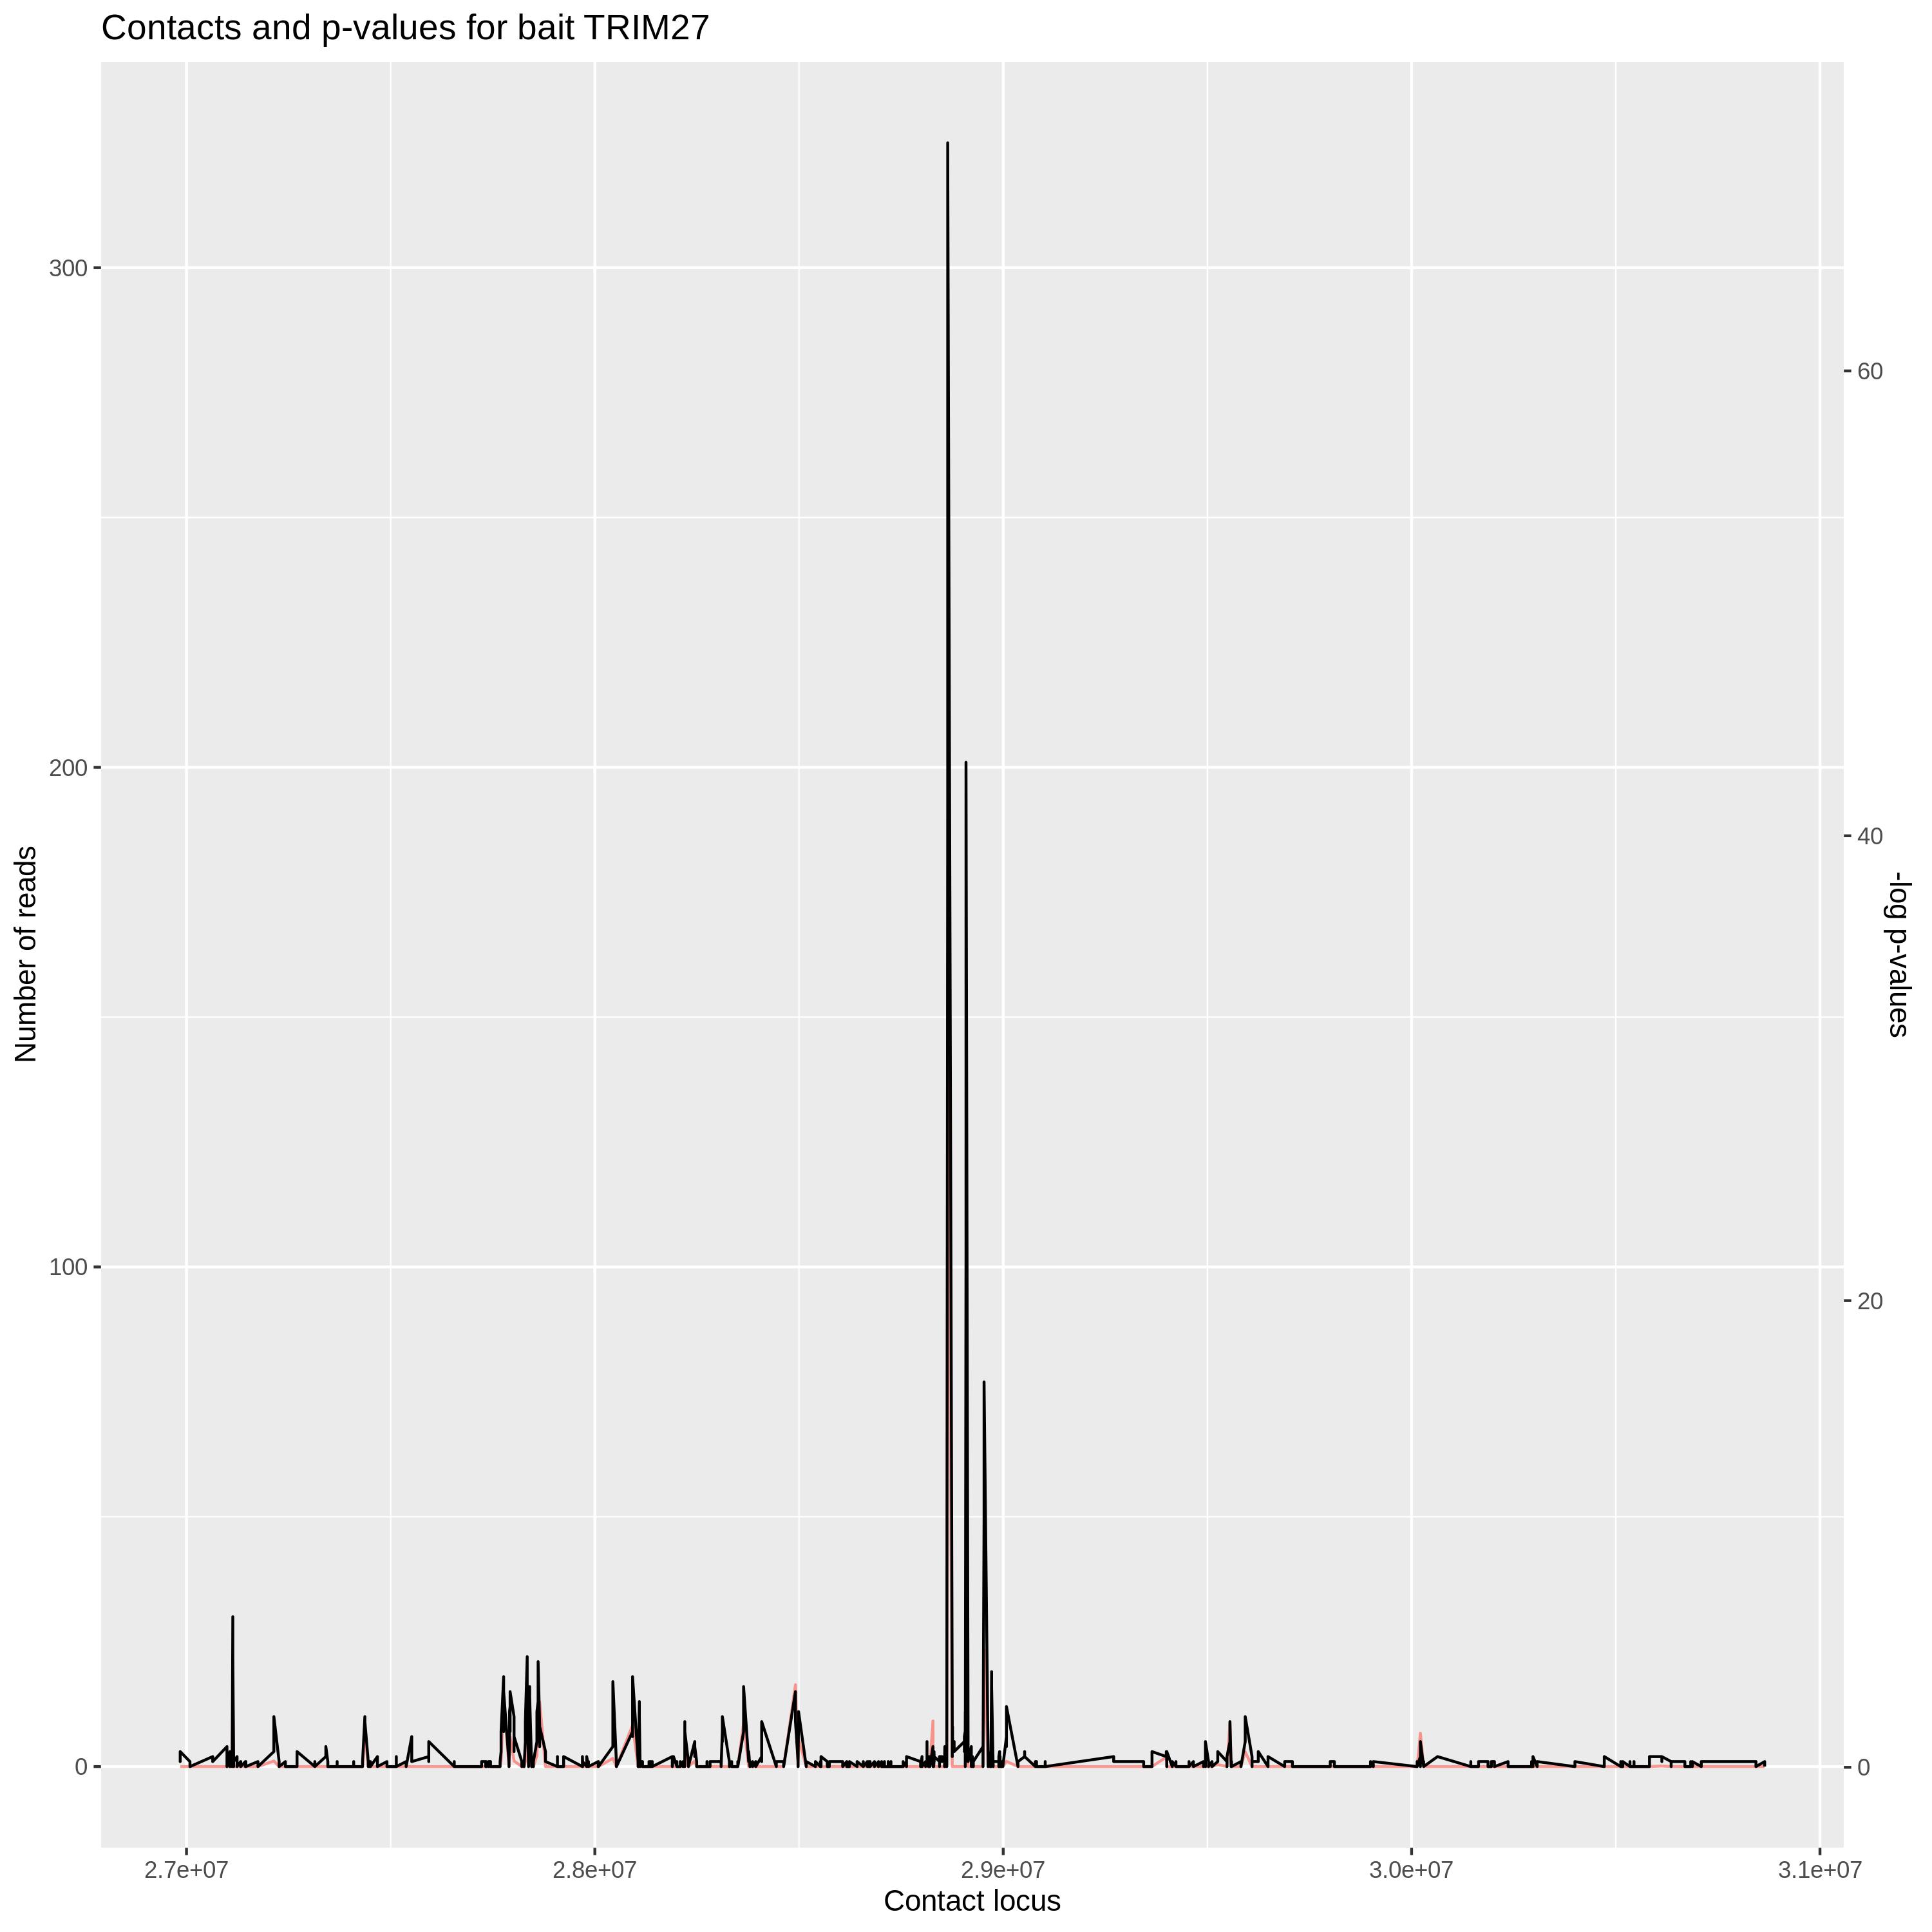 Contacts and p-values for bait TRIM27
300
200
100
0
60
40
20
0
Number of reads
-log p-values
2.7e+07 2.8e+07 2.9e+07 3.0e+07 3.1e+07
Contact locus